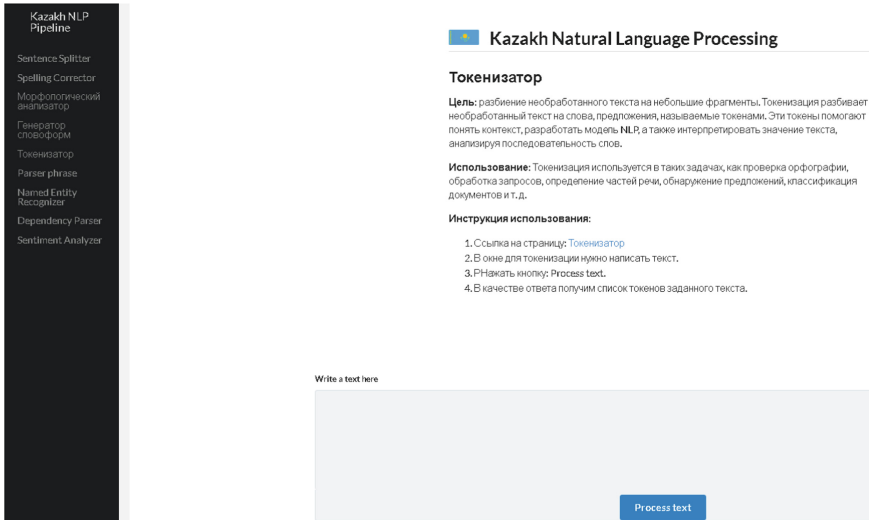 Kazakh NLP
Pipeline
Sentence Splitter
Spelling Corrector
Морфологический
анализатор
Генератор
словоформ
Токенизатор
Parser phrase
Named Entity
Recognizer
Dependency Parser
Sentiment Analyzer
Kazakh Natural Language Processing
Токенизатор
Цель: разбиение необработанного текста на небольшие фрагменты. Токенизация разбивает
необработанный текст на слова, предложения, называемые токенами. Эти токены помогают
понять контекст, разработать модель NLP, а также интерпретировать значение текста,
анализируя последовательность слов.
Использование: Токенизация используется в таких задачах, как проверка орфографии,
обработка запросов, определение частей речи, обнаружение предложений, классификация
документов и т. д.
Инструкция использования:
1. Ссылка на страницу: Токенизатор
2. В окне для токенизации нужно написать текст.
3. РНажать кнопку: Process text.
4. В качестве ответа получим список токенов заданного текста.
Write a text here
Process text